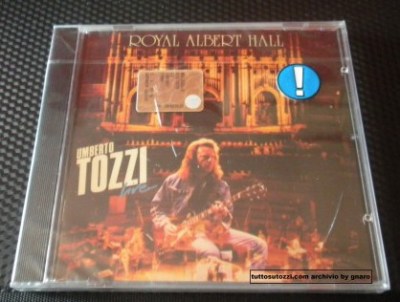 ROYAL ALBERT HALL
!
UMBERTO
TOZZI
live
tuttosutozzi.com archivio by gnaro